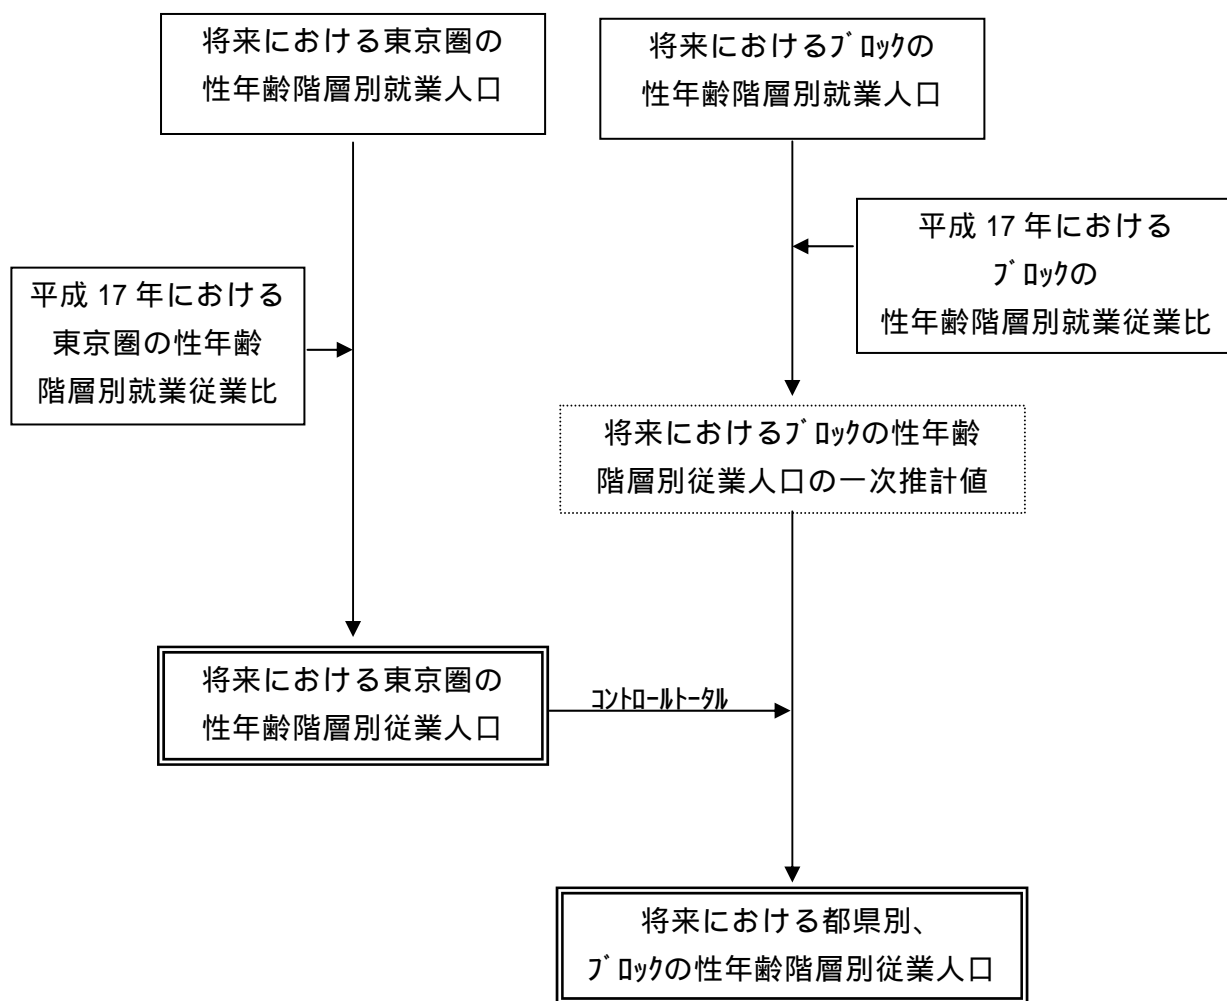 将来における東京圏の
性年齢階層別就業人口
将来におけるﾌﾞﾛｯｸの
性年齢階層別就業人口
平成 17 年における
ﾌﾞﾛｯｸの
性年齢階層別就業従業比
平成 17 年における
東京圏の性年齢
階層別就業従業比
将来におけるﾌﾞﾛｯｸの性年齢
階層別従業人口の一次推計値
将来における東京圏の
性年齢階層別従業人口
ｺﾝﾄﾛｰﾙﾄｰﾀﾙ
将来における都県別、
ﾌﾞﾛｯｸの性年齢階層別従業人口